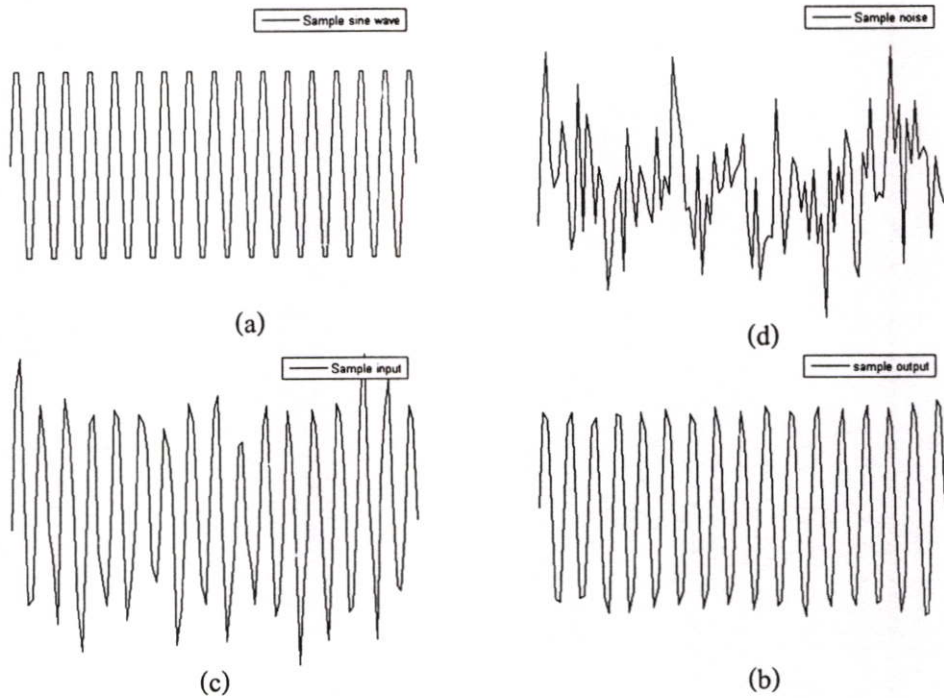 Sample sine wave
Sample noise
(a)
(d)
Sample input
sample output
(c)
(b)